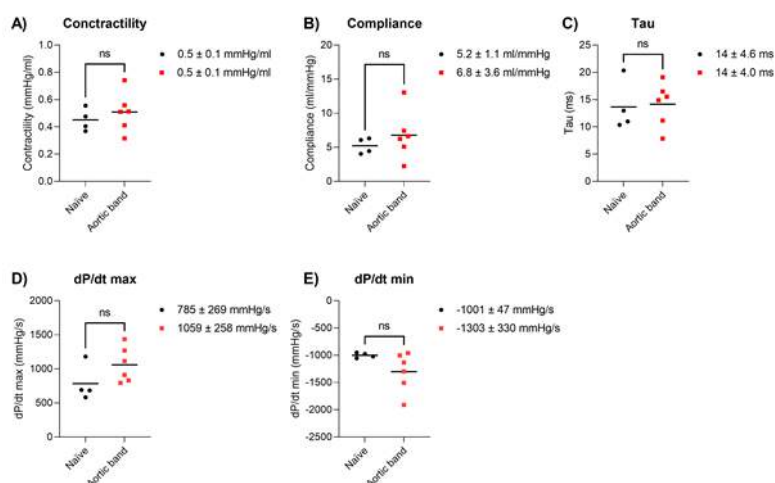 A) Conctractility
ns
0.5 ± 0.1 mmHg/ml
0.5 ± 0.1 mmHg/ml
Contractility (mmHg/ml)
1.0
0.8
0.6
0.4
0.2
0.0
Naïve
Aortic band
B) Compliance
ns
5.2 ± 1.1 ml/mmHg
6.8 ± 3.6 ml/mmHg
Compliance (ml/mmHg)
20
15
10
5
0
Naïve
Aortic band
C) Tau
ns
14 ± 4.6 ms
14 ± 4.0 ms
Tau (ms)
25
20
15
10
5
0
Naïve
Aortic band
D) dP/dt max
ns
785 ± 269 mmHg/s
1059 ± 258 mmHg/s
dP/dt max (mmHg/s)
2000
1500
1000
500
0
Naïve
Aortic band
E) dP/dt min
ns
-1001 ± 47 mmHg/s
-1303 ± 330 mmHg/s
dP/dt min (mmHg/s)
0
-500
-1000
-1500
-2000
-2500
Naïve
Aortic band